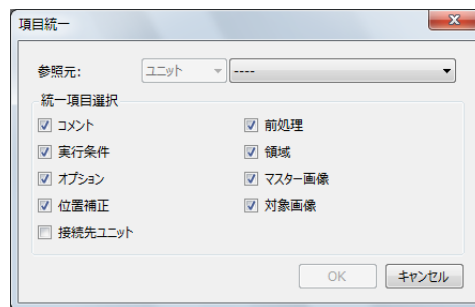 項目統一
参照元: ユニット ----
統一項目選択
コメント 前処理
実行条件 領域
オプション マスター画像
位置補正 対象画像
接続先ユニット
OK キャンセル